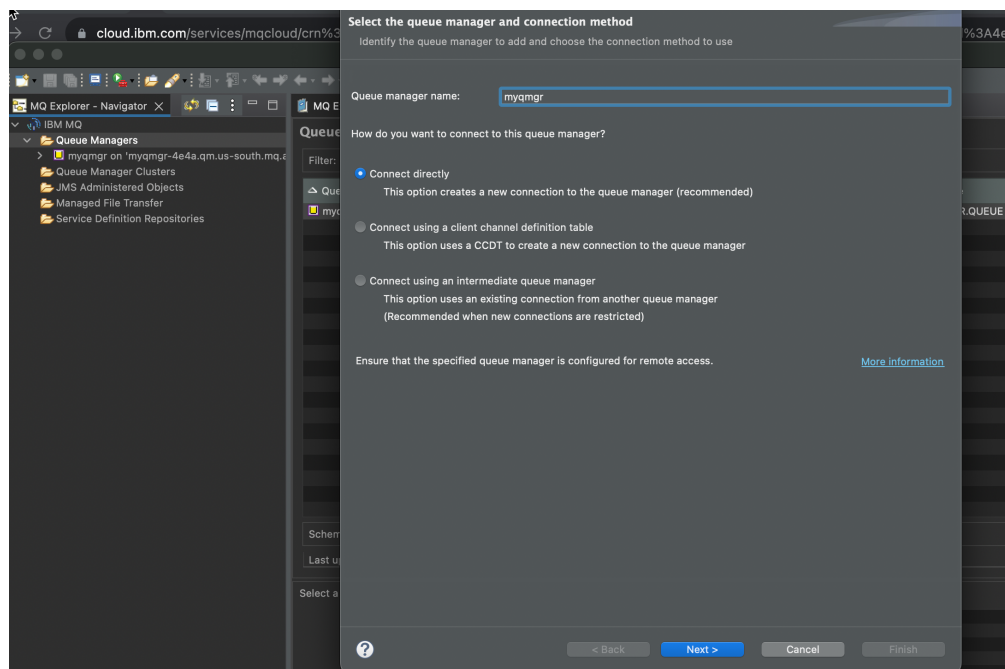 cloud.ibm.com/services/mqcloud/crn%3
%3A4e
MQ Explorer - Navigator
IBM MQ
Queue Managers
myqmgr on 'myqmgr-4e4a.qm.us-south.mq.a
Queue Manager Clusters
JMS Administered Objects
Managed File Transfer
Service Definition Repositories
MQ E
Queue
Filter:
Que
myq
R.QUEUE
Schem
Last u
Select a
Select the queue manager and connection method
Identify the queue manager to add and choose the connection method to use
Queue manager name: myqmgr
How do you want to connect to this queue manager?
Connect directly
This option creates a new connection to the queue manager (recommended)
Connect using a client channel definition table
This option uses a CCDT to create a new connection to the queue manager
Connect using an intermediate queue manager
This option uses an existing connection from another queue manager
(Recommended when new connections are restricted)
Ensure that the specified queue manager is configured for remote access. More information
? < Back Next > Cancel Finish